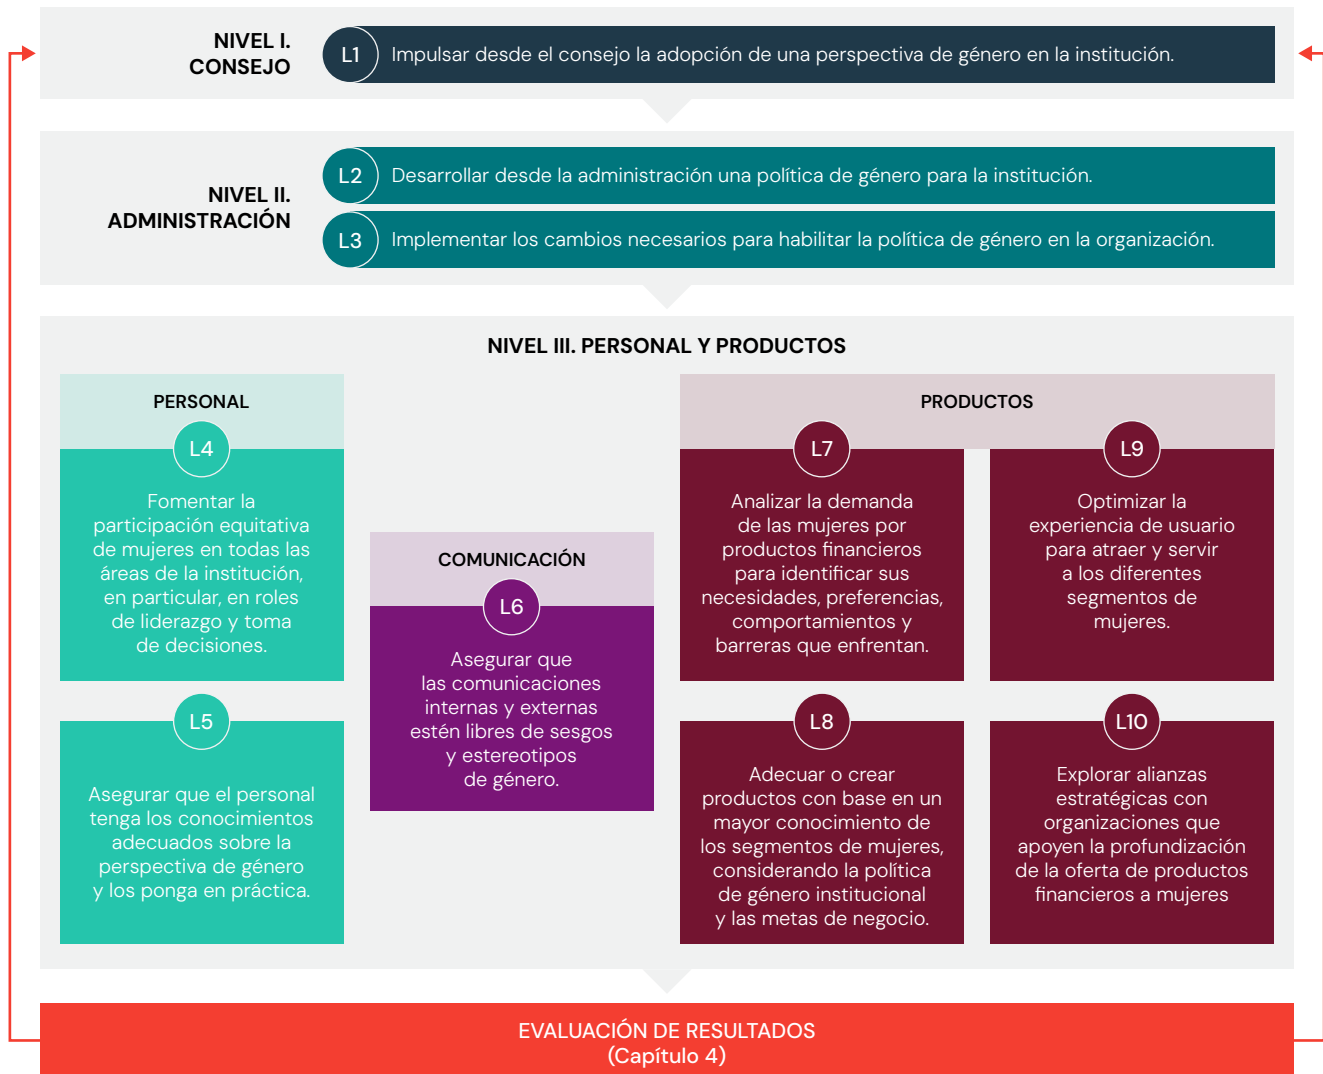 NIVEL I.
CONSEJO
L1
Impulsar desde el consejo la adopción de una perspectiva de género en la institución.
NIVEL II.
ADMINISTRACIÓN
L2
Desarrollar desde la administración una política de género para la institución.
L3
Implementar los cambios necesarios para habilitar la política de género en la organización.
NIVEL III. PERSONAL Y PRODUCTOS
PERSONAL
L4
Fomentar la
participación equitativa
de mujeres en todas las
áreas de la institución,
en particular, en roles
de liderazgo y toma
de decisiones.
L5
Asegurar que el personal
tenga los conocimientos
adecuados sobre la
perspectiva de género
y los ponga en práctica.
COMUNICACIÓN
L6
Asegurar que
las comunicaciones
internas y externas
estén libres de sesgos
y estereotipos
de género.
PRODUCTOS
L7
Analizar la demanda
de las mujeres por
productos financieros
para identificar sus
necesidades, preferencias,
comportamientos y
barreras que enfrentan.
L8
Adecuar o crear
productos con base en un
mayor conocimiento de
los segmentos de mujeres,
considerando la política
de género institucional
y las metas de negocio.
L9
Optimizar la
experiencia de usuario
para atraer y servir
a los diferentes
segmentos de
mujeres.
L10
Explorar alianzas
estratégicas con
organizaciones que
apoyen la profundización
de la oferta de productos
financieros a mujeres
EVALUACIÓN DE RESULTADOS
(Capítulo 4)